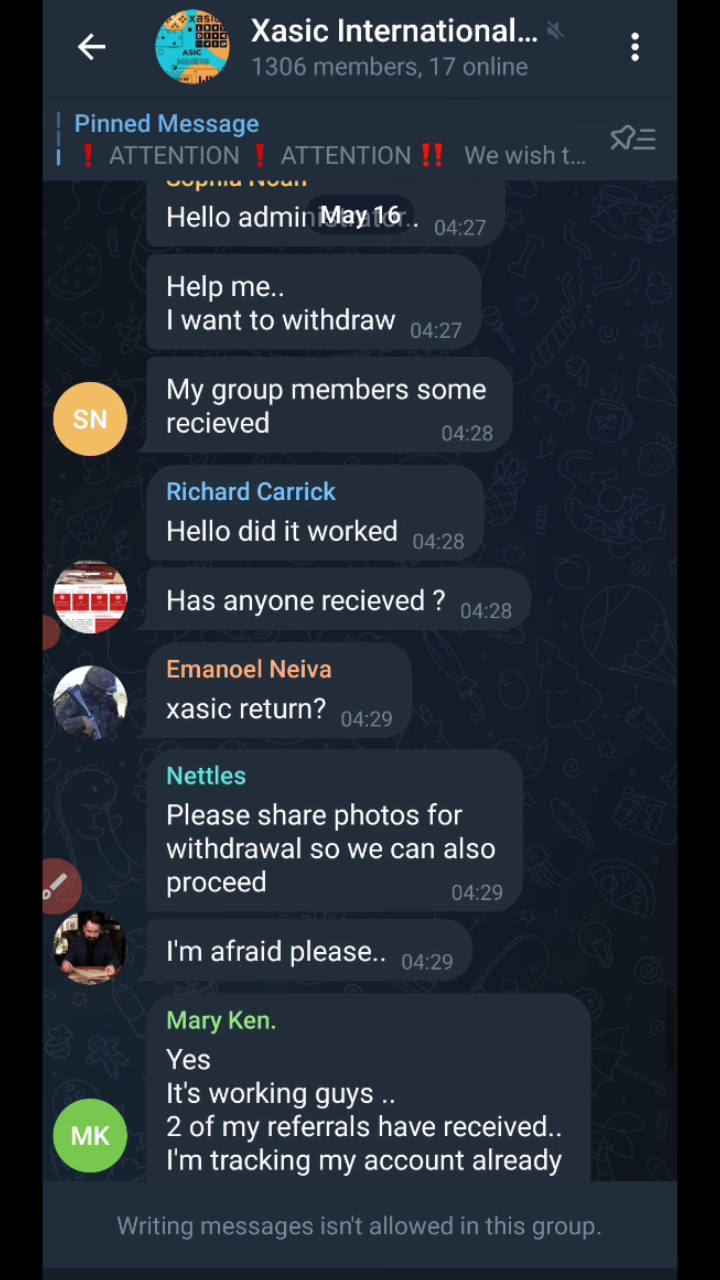 Xasic International...
1306 members, 17 online
Pinned Message
❗ ATTENTION ❗ ATTENTION ‼️ We wish t...
Sophia Noah
Hello administrator.. 04:27
May 16
Help me..
I want to withdraw 04:27
My group members some
recieved 04:28
SN
Richard Carrick
Hello did it worked 04:28
Has anyone recieved ? 04:28
Emanoel Neiva
xasic return? 04:29
Nettles
Please share photos for
withdrawal so we can also
proceed 04:29
I'm afraid please.. 04:29
Mary Ken.
Yes
It's working guys ..
2 of my referrals have received..
I'm tracking my account already
MK
Writing messages isn't allowed in this group.